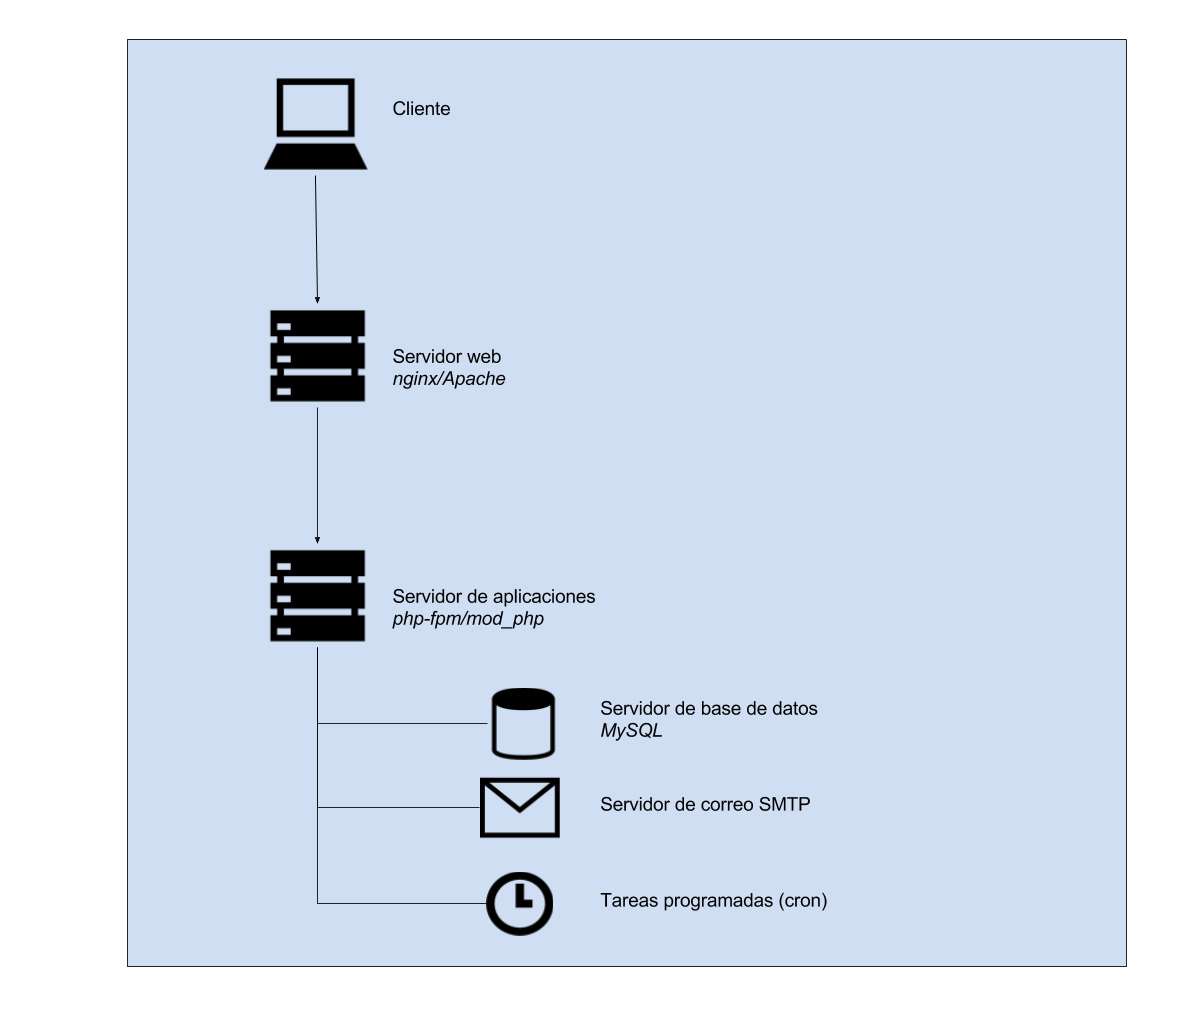 Cliente
Servidor web
nginx/Apache
Servidor de aplicaciones
php-fpm/mod_php
Servidor de base de datos
MySQL
Servidor de correo SMTP
Tareas programadas (cron)